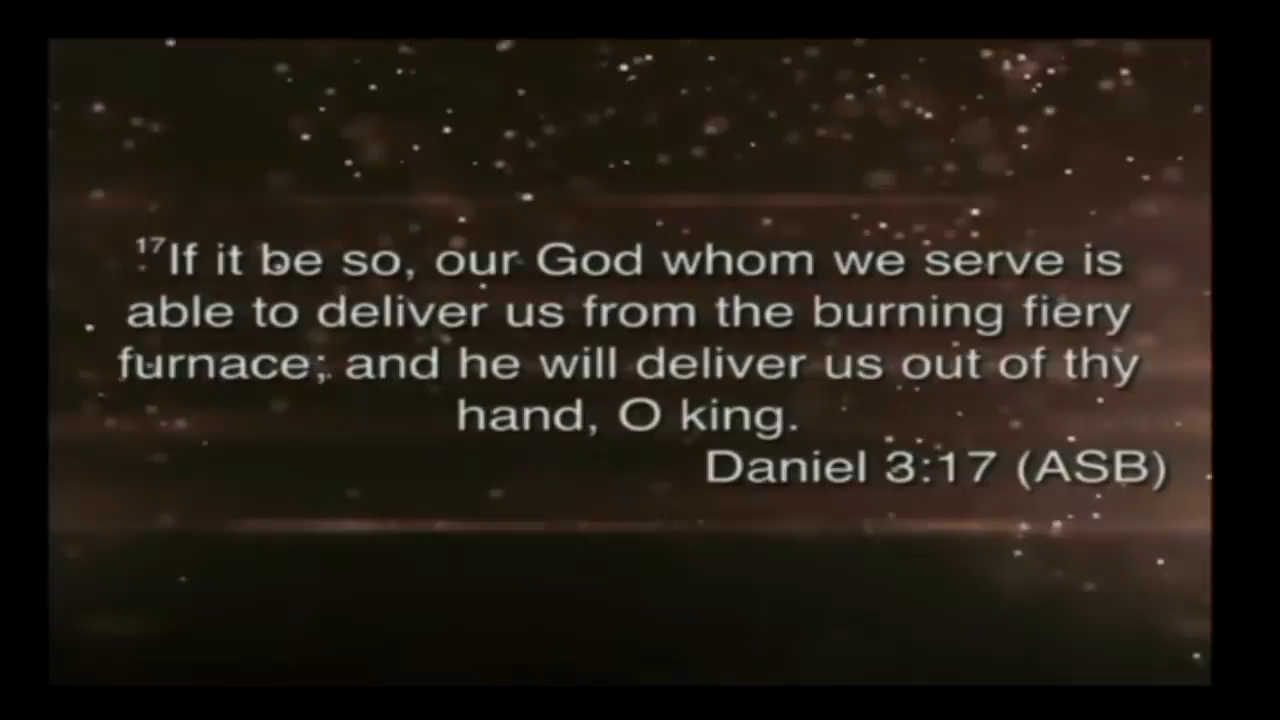 ¹⁷If it be so, our God whom we serve is
able to deliver us from the burning fiery
furnace; and he will deliver us out of thy
hand, O king.
Daniel 3:17 (ASB)